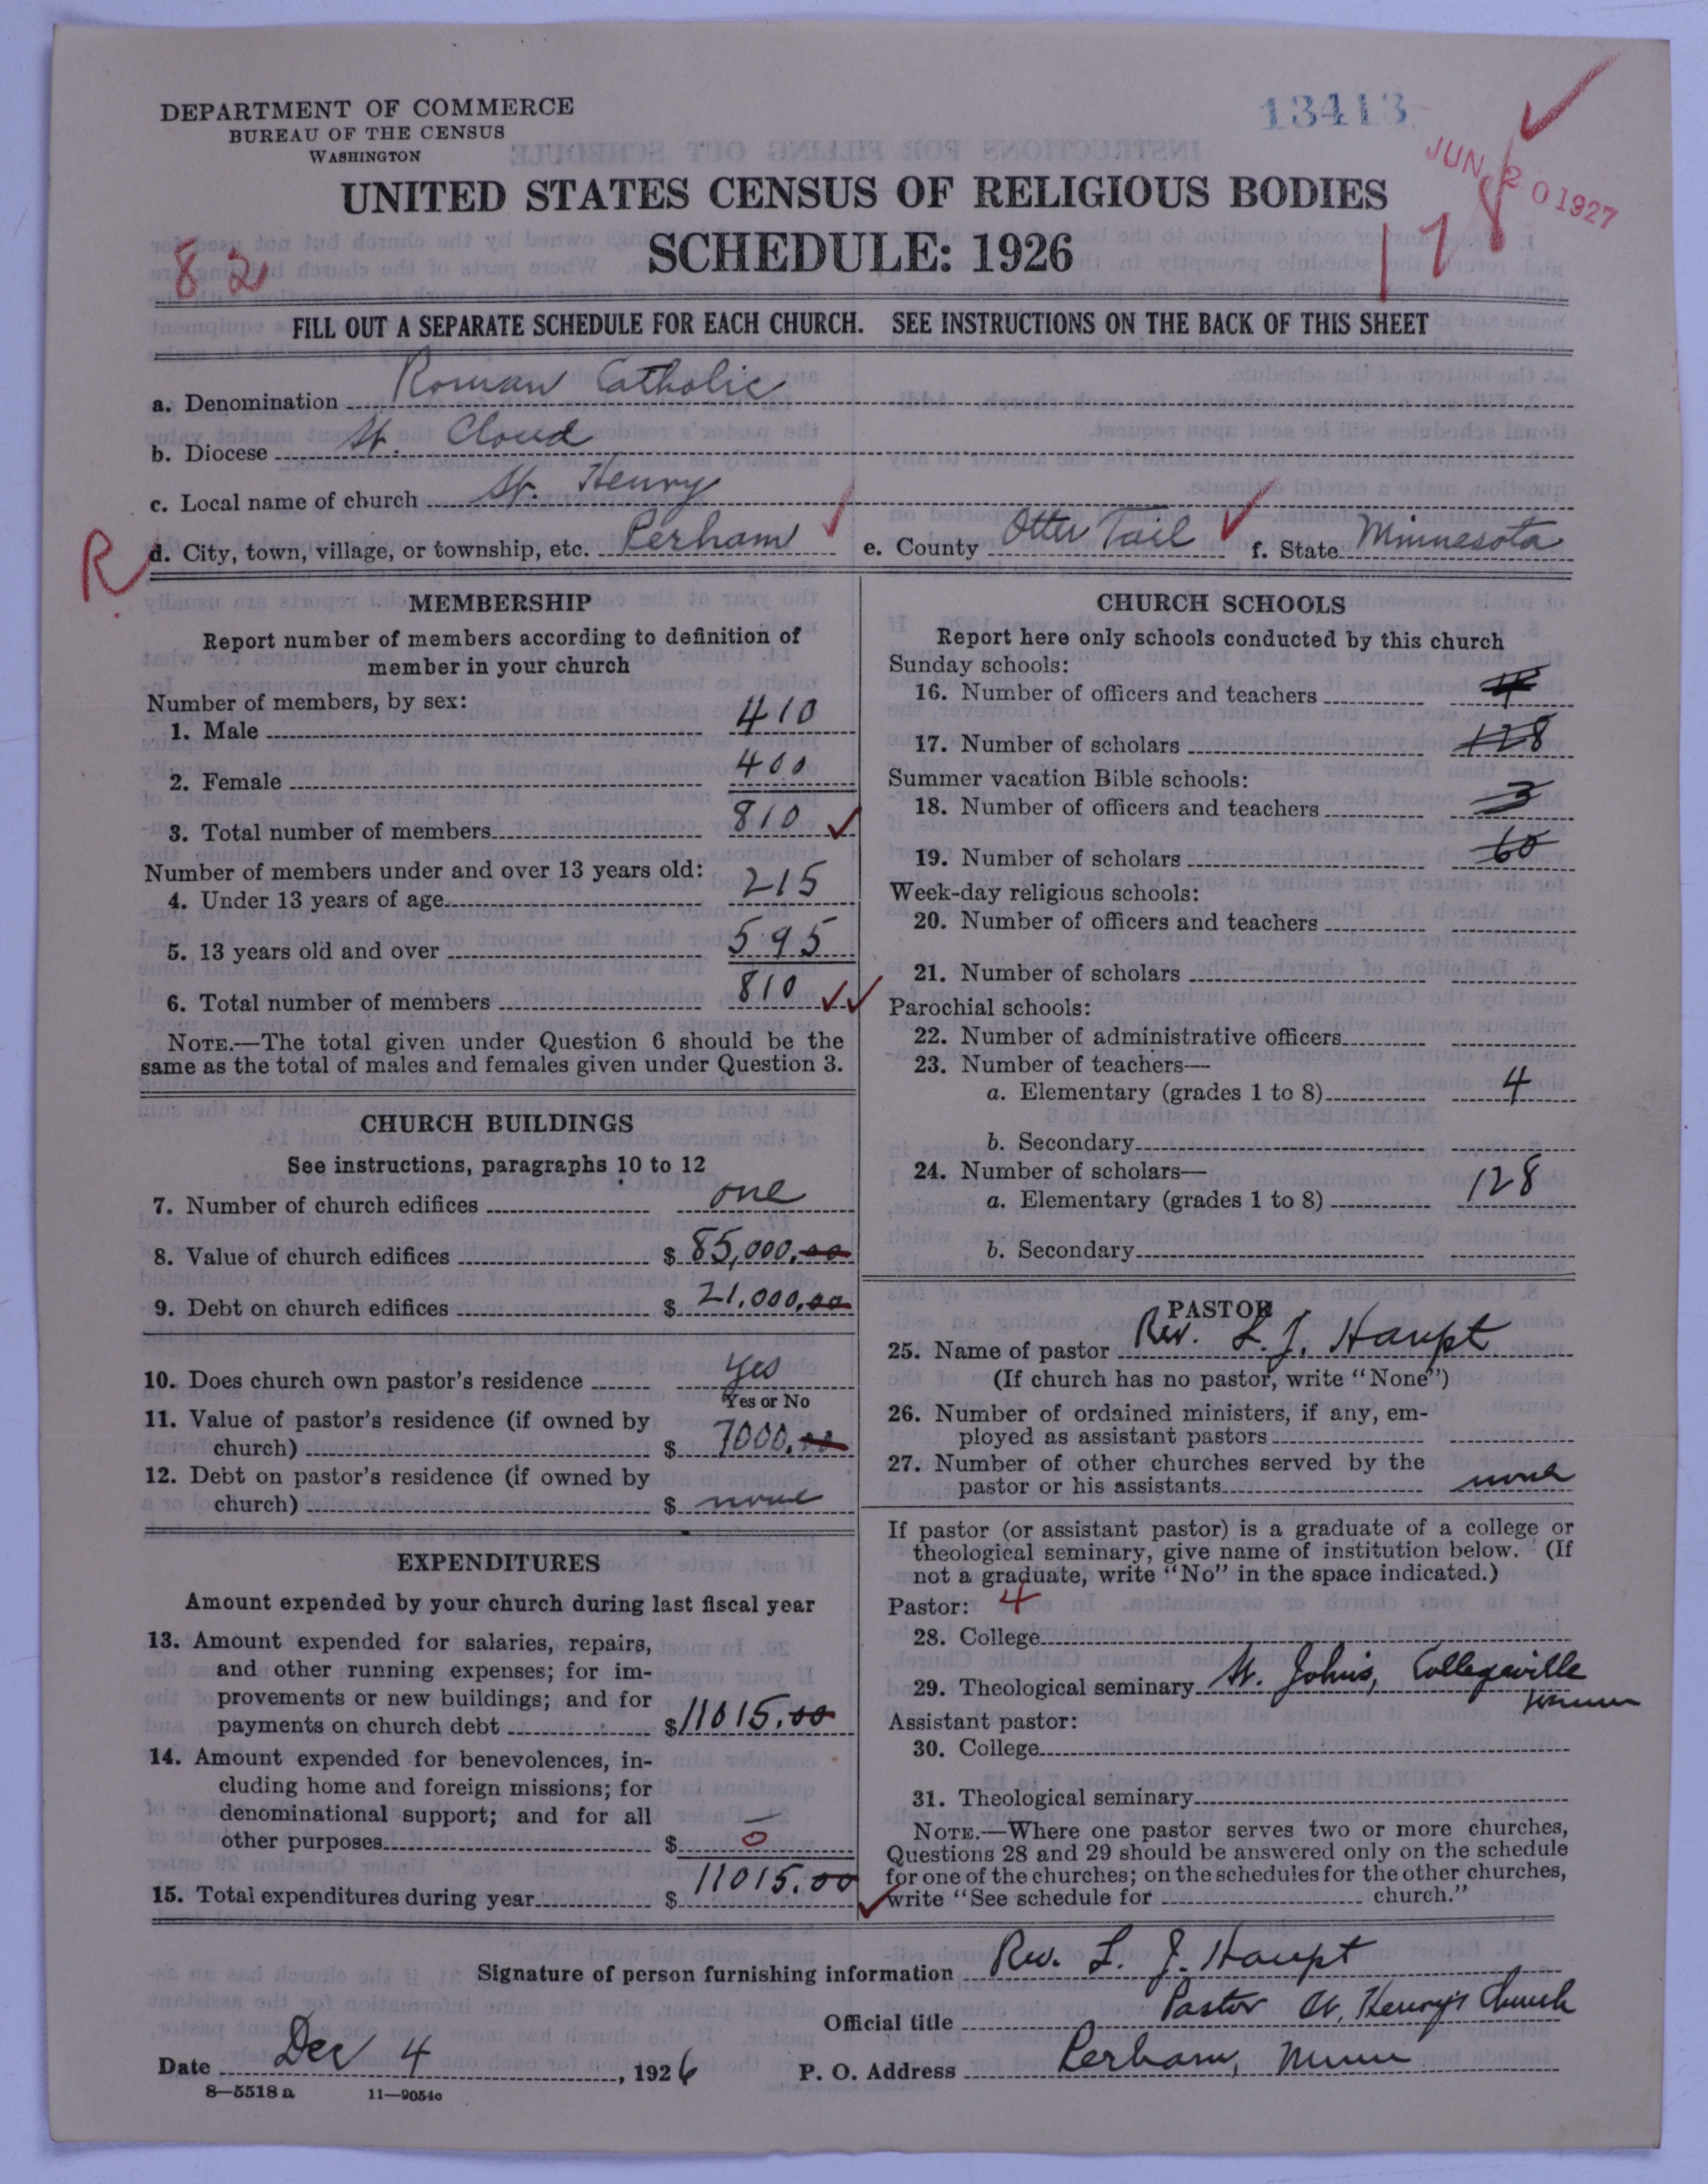 DEPARTMENT OF COMMERCE
BUREAU OF THE CENSUS
WASHINGTON
13413
JUN 20 1927
UNITED STATES CENSUS OF RELIGIOUS BODIES
SCHEDULE: 1926
82
178
FILL OUT A SEPARATE SCHEDULE FOR EACH CHURCH. SEE INSTRUCTIONS ON THE BACK OF THIS SHEET
a. Denomination Roman Catholic
b. Diocese St. Cloud
c. Local name of church St. Henry
R d. City, town, village, or township, etc. Perham e. County Otter Tail f. State Minnesota
MEMBERSHIP
Report number of members according to definition of
member in your church
Number of members, by sex:
1. Male 410
2. Female 400
3. Total number of members 810
Number of members under and over 13 years old:
4. Under 13 years of age 215
5. 13 years old and over 595
6. Total number of members 810
NOTE.—The total given under Question 6 should be the
same as the total of males and females given under Question 3.
CHURCH BUILDINGS
See instructions, paragraphs 10 to 12
7. Number of church edifices one
8. Value of church edifices $ 85,000.00
9. Debt on church edifices $ 21,000.00
10. Does church own pastor's residence yes
Yes or No
11. Value of pastor's residence (if owned by
church) $ 7000.00
12. Debt on pastor's residence (if owned by
church) $ none
EXPENDITURES
Amount expended by your church during last fiscal year
13. Amount expended for salaries, repairs,
and other running expenses; for im-
provements or new buildings; and for
payments on church debt $ 11015.00
14. Amount expended for benevolences, in-
cluding home and foreign missions; for
denominational support; and for all
other purposes $ 0
15. Total expenditures during year $ 11015.00
CHURCH SCHOOLS
Report here only schools conducted by this church
Sunday schools:
16. Number of officers and teachers 4
17. Number of scholars 128
Summer vacation Bible schools:
18. Number of officers and teachers 3
19. Number of scholars 60
Week-day religious schools:
20. Number of officers and teachers
21. Number of scholars
Parochial schools:
22. Number of administrative officers
23. Number of teachers—
a. Elementary (grades 1 to 8) 4
b. Secondary
24. Number of scholars—
a. Elementary (grades 1 to 8) 128
b. Secondary
PASTOR
25. Name of pastor Rev. L. J. Haupt
(If church has no pastor, write "None")
26. Number of ordained ministers, if any, em-
ployed as assistant pastors
27. Number of other churches served by the
pastor or his assistants none
If pastor (or assistant pastor) is a graduate of a college or
theological seminary, give name of institution below. (If
not a graduate, write "No" in the space indicated.)
Pastor: 4
28. College
29. Theological seminary St. Johns, Collegeville
Minn
Assistant pastor:
30. College
31. Theological seminary
NOTE.—Where one pastor serves two or more churches,
Questions 28 and 29 should be answered only on the schedule
for one of the churches; on the schedules for the other churches,
write "See schedule for church."
Signature of person furnishing information Rev. L. J. Haupt
Official title Pastor St. Henry's Church
Date Dec 4, 1926 P. O. Address Perham, Minn
8—5518 a 11—9054c